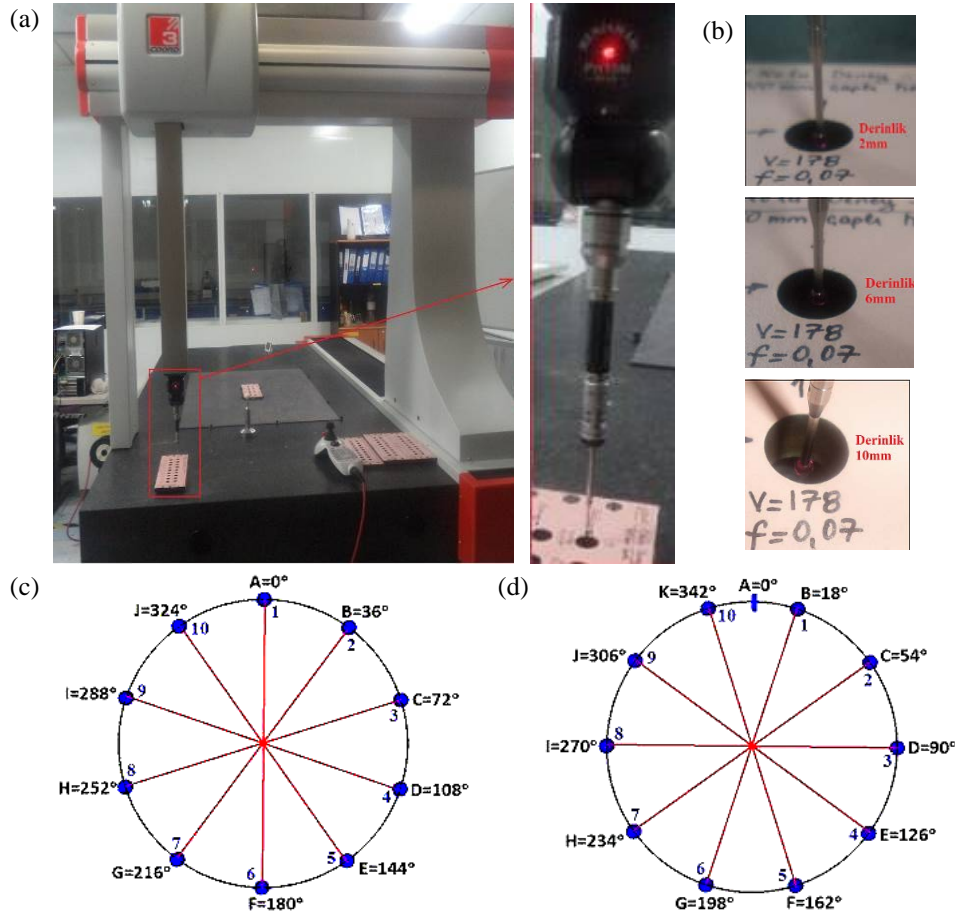 (a)
3
COORD
(b)
Derinlik
2mm
V=178
f=0,07
Derinlik
6mm
V=178
f=0,07
Derinlik
10mm
V=178
f=0,07
(c)
A=0°
1
B=36°
2
C=72°
3
D=108°
4
E=144°
5
F=180°
6
G=216°
7
H=252°
8
I=288°
9
J=324°
10
(d)
A=0°
B=18°
1
C=54°
2
D=90°
3
E=126°
4
F=162°
5
G=198°
6
H=234°
7
I=270°
8
J=306°
9
K=342°
10